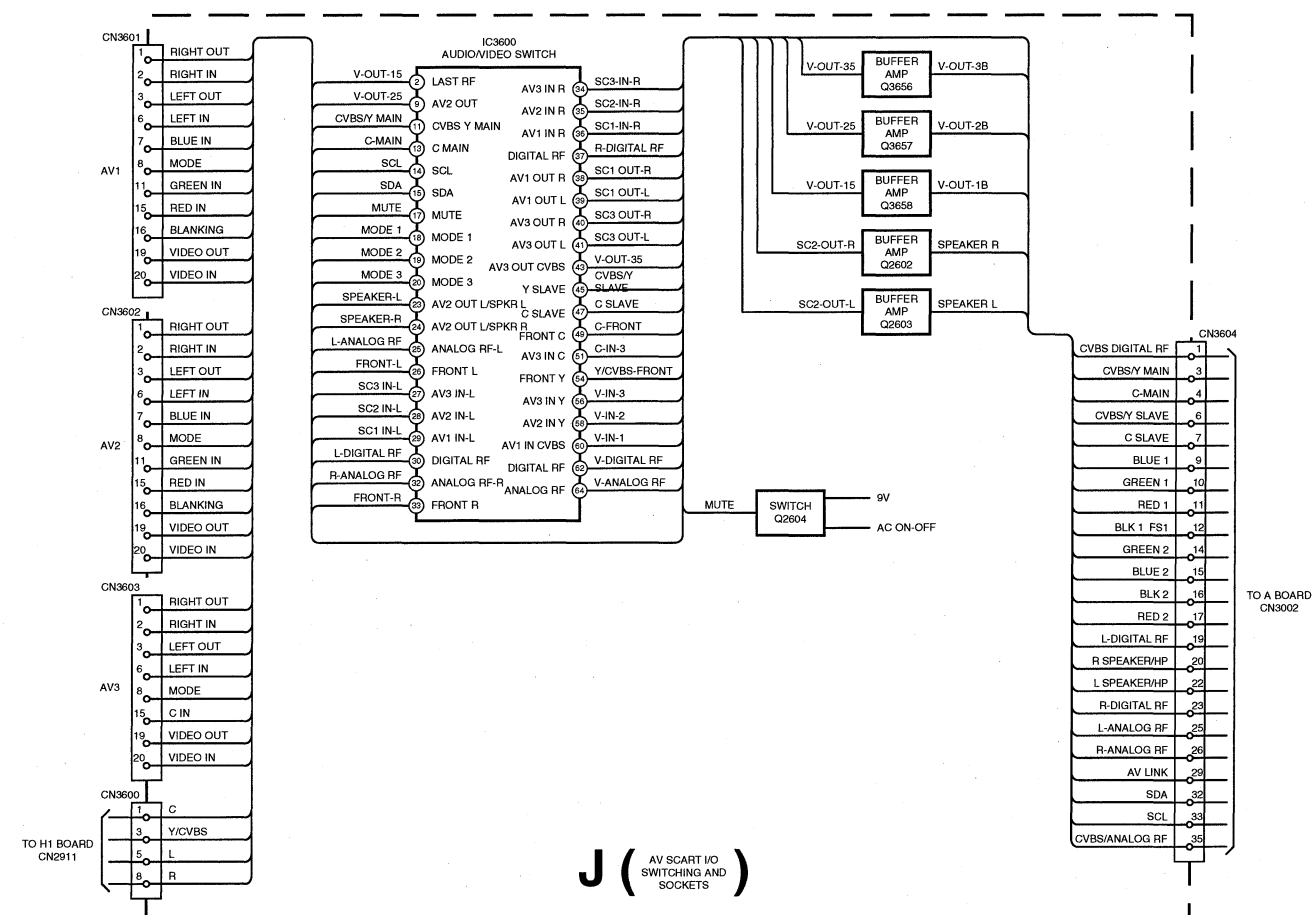 CN3601
1 RIGHT OUT
2 RIGHT IN
3 LEFT OUT
6 LEFT IN
7 BLUE IN
8 MODE
AV1
11 GREEN IN
15 RED IN
16 BLANKING
19 VIDEO OUT
20 VIDEO IN
CN3602
1 RIGHT OUT
2 RIGHT IN
3 LEFT OUT
6 LEFT IN
7 BLUE IN
8 MODE
AV2
11 GREEN IN
15 RED IN
16 BLANKING
19 VIDEO OUT
20 VIDEO IN
CN3603
1 RIGHT OUT
2 RIGHT IN
3 LEFT OUT
6 LEFT IN
8 MODE
AV3
15 C IN
19 VIDEO OUT
20 VIDEO IN
CN3600
1 C
3 Y/CVBS
5 L
8 R
TO H1 BOARD
CN2911
IC3600
AUDIO/VIDEO SWITCH
V-OUT-15 2 LAST RF
V-OUT-25 9 AV2 OUT
CVBS/Y MAIN 11 CVBS Y MAIN
C-MAIN 13 C MAIN
SCL 14 SCL
SDA 15 SDA
MUTE 17 MUTE
MODE 1 18 MODE 1
MODE 2 19 MODE 2
MODE 3 20 MODE 3
SPEAKER-L 23 AV2 OUT L/SPKR L
SPEAKER-R 24 AV2 OUT L/SPKR R
L-ANALOG RF 25 ANALOG RF-L
FRONT-L 26 FRONT L
SC3 IN-L 27 AV3 IN-L
SC2 IN-L 28 AV2 IN-L
SC1 IN-L 29 AV1 IN-L
L-DIGITAL RF 30 DIGITAL RF
R-ANALOG RF 32 ANALOG RF-R
FRONT-R 33 FRONT R
AV3 IN R 34 SC3-IN-R
AV2 IN R 35 SC2-IN-R
AV1 IN R 36 SC1-IN-R
DIGITAL RF 37 R-DIGITAL RF
AV1 OUT R 38 SC1 OUT-R
AV1 OUT L 39 SC1 OUT-L
AV3 OUT R 40 SC3 OUT-R
AV3 OUT L 41 SC3 OUT-L
AV3 OUT CVBS 43 V-OUT-35
Y SLAVE 45 CVBS/Y
SLAVE
C SLAVE 47 C SLAVE
FRONT C 49 C-FRONT
AV3 IN C 51 C-IN-3
FRONT Y 54 Y/CVBS-FRONT
AV3 IN Y 56 V-IN-3
AV2 IN Y 58 V-IN-2
AV1 IN CVBS 60 V-IN-1
DIGITAL RF 62 V-DIGITAL RF
ANALOG RF 64 V-ANALOG RF
V-OUT-35 BUFFER AMP Q3656 V-OUT-3B
V-OUT-25 BUFFER AMP Q3657 V-OUT-2B
V-OUT-15 BUFFER AMP Q3658 V-OUT-1B
SC2-OUT-R BUFFER AMP Q2602 SPEAKER R
SC2-OUT-L BUFFER AMP Q2603 SPEAKER L
MUTE SWITCH Q2604 9V
AC ON-OFF
CN3604
CVBS DIGITAL RF 1
CVBS/Y MAIN 3
C-MAIN 4
CVBS/Y SLAVE 6
C SLAVE 7
BLUE 1 9
GREEN 1 10
RED 1 11
BLK 1 FS1 12
GREEN 2 14
BLUE 2 15
BLK 2 16
RED 2 17
L-DIGITAL RF 19
R SPEAKER/HP 20
L SPEAKER/HP 22
R-DIGITAL RF 23
L-ANALOG RF 25
R-ANALOG RF 26
AV LINK 29
SDA 32
SCL 33
CVBS/ANALOG RF 35
TO A BOARD
CN3002
J ( AV SCART I/O
SWITCHING AND
SOCKETS )